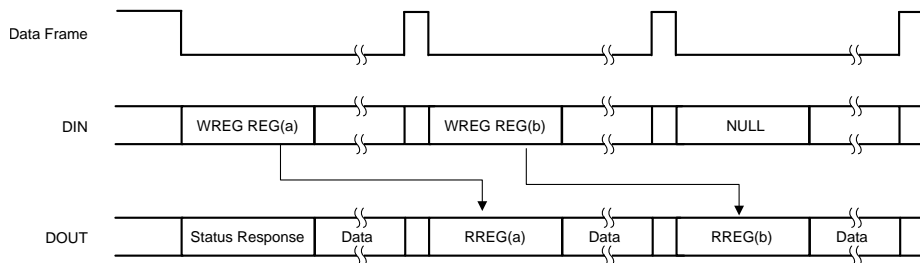 Data Frame
DIN WREG REG(a) WREG REG(b) NULL
DOUT Status Response Data RREG(a) Data RREG(b) Data